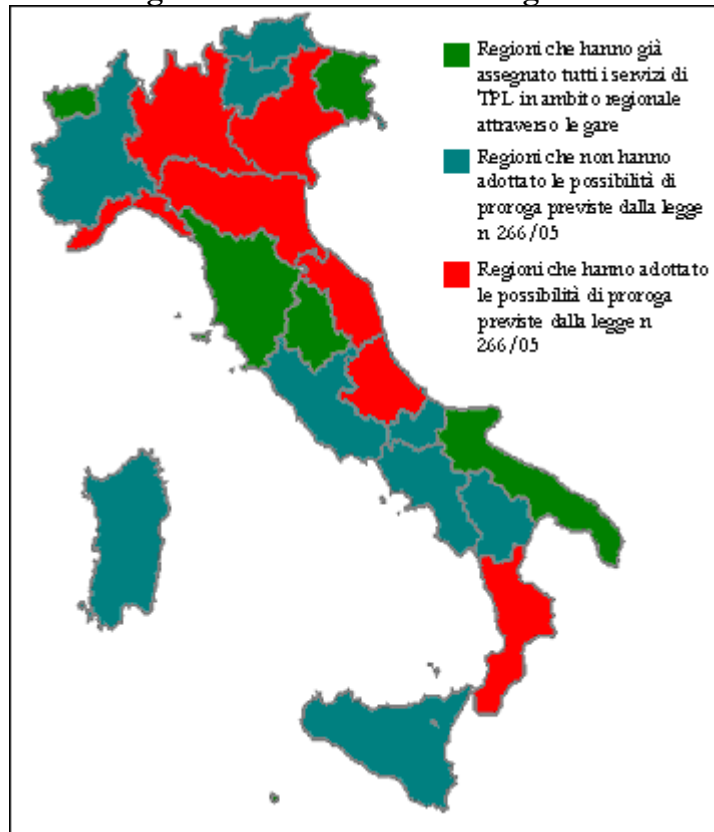 Regioni che hanno già
assegnato tutti i servizi di
TPL in ambito regionale
attraverso le gare
Regioni che non hanno
adottato le possibilità di
proroga previste dalla legge
n 266/05
Regioni che hanno adottato
le possibilità di proroga
previste dalla legge n
266/05